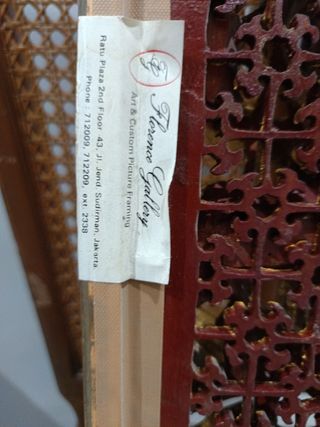 Florence Gallery
Art & Custom Picture Framing
Ratu Plaza 2nd Floor 43, Jl. Jend. Sudirman, Jakarta.
Phone : 712009, 712209, ext. 2338